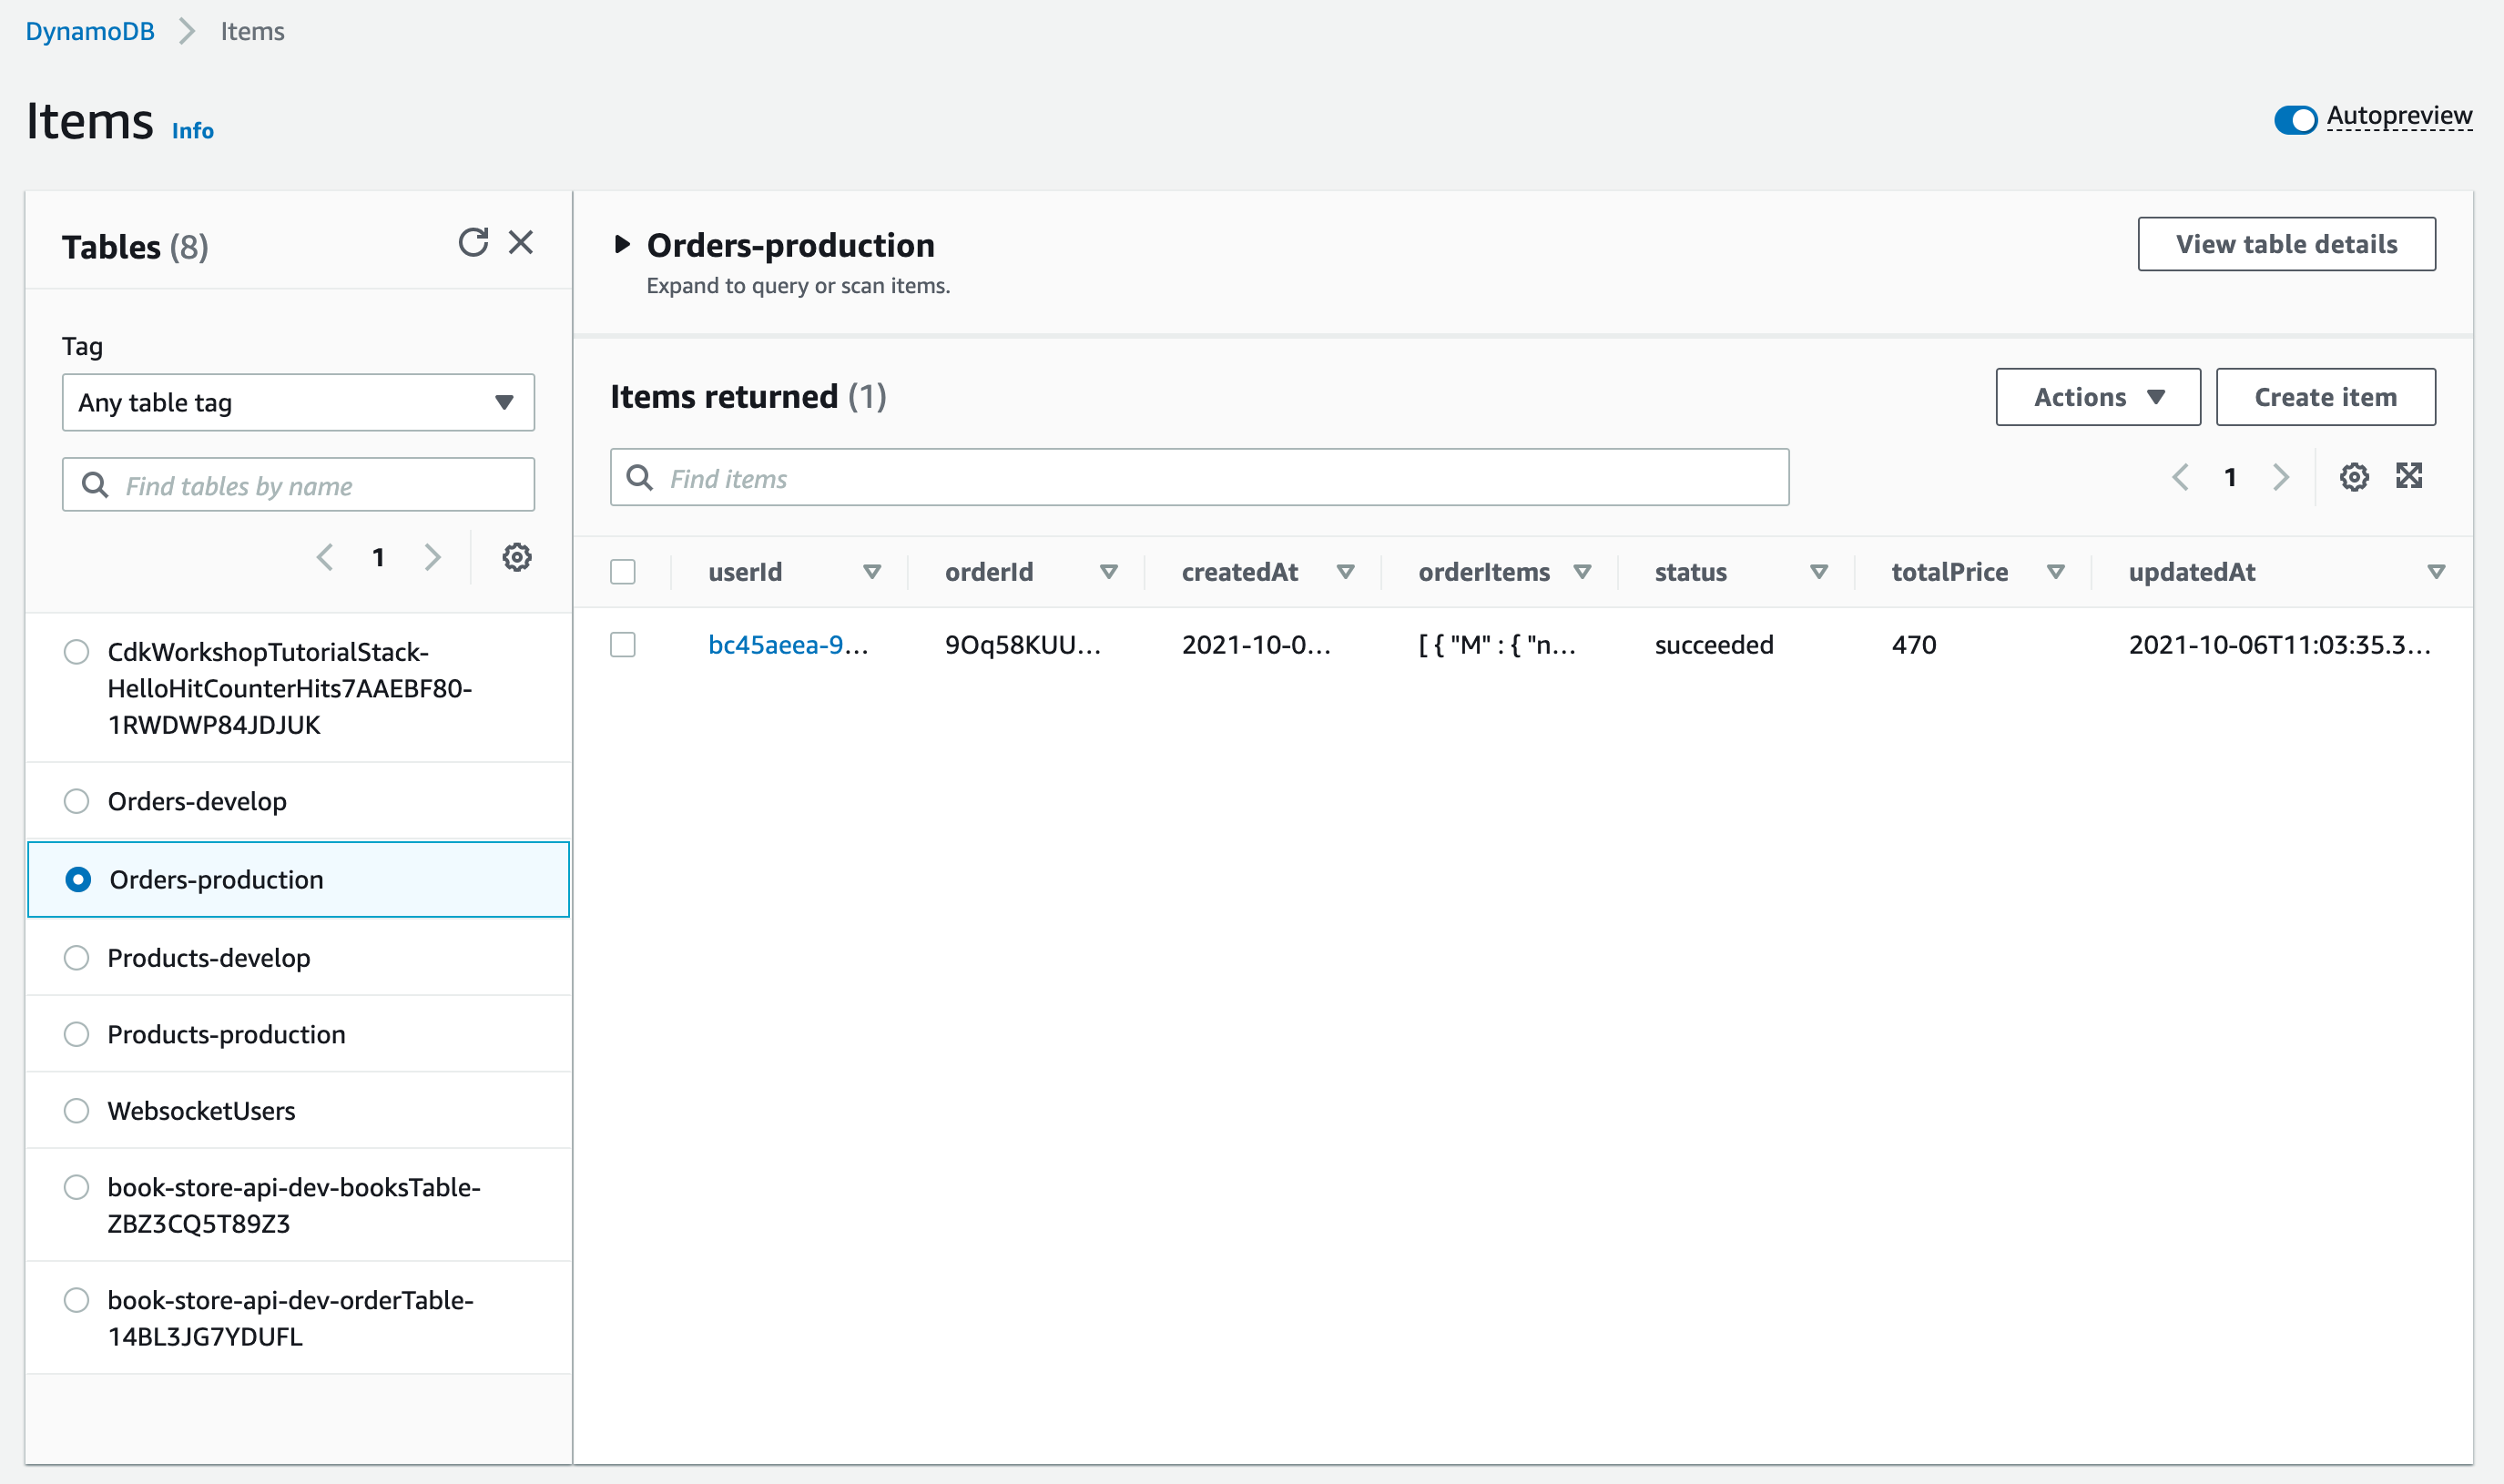 DynamoDB > Items
Items Info
Autopreview
Tables (8)
Tag
Any table tag
Find tables by name
1
CdkWorkshopTutorialStack-
HelloHitCounterHits7AAEBF80-
1RWDWP84JDJUK
Orders-develop
Orders-production
Products-develop
Products-production
WebsocketUsers
book-store-api-dev-booksTable-
ZBZ3CQ5T89Z3
book-store-api-dev-orderTable-
14BL3JG7YDUFL
Orders-production
Expand to query or scan items.
View table details
Items returned (1)
Actions
Create item
Find items
1
userId orderId createdAt orderItems status totalPrice updatedAt
bc45aeea-9... 9Oq58KUU... 2021-10-0... [ { "M" : { "n... succeeded 470 2021-10-06T11:03:35.3...